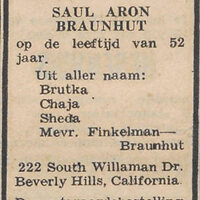 SAUL ARON
BRAUNHUT
op de leeftijd van 52
jaar.
Uit aller naam:
Brutka
Chaja
Sheda
Mevr. Finkelman—
Braunhut
222 South Willaman Dr.
Beverly Hills, California.